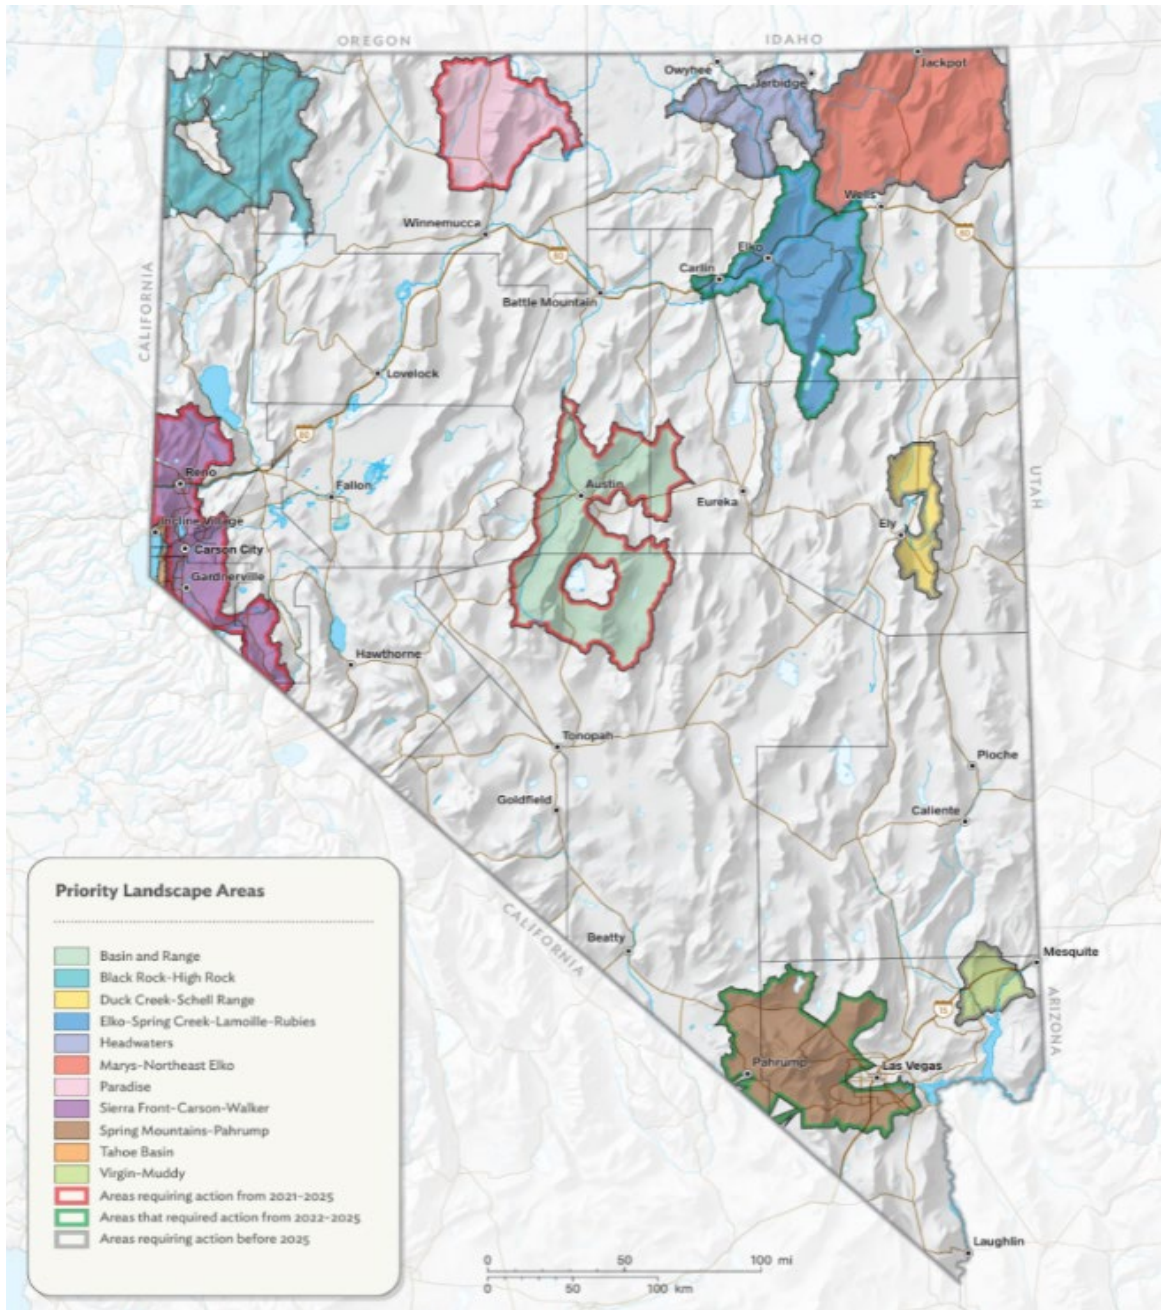 OREGON
IDAHO
Owyhee
Jackpot
Jarbidge
Wells
Winnemucca
80
80
Elko
Carlin
Battle Mountain
CALIFORNIA
Lovelock
80
Reno
Fallon
Austin
Eureka
UTAH
Ely
Incline Village
Carson City
Gardnerville
Hawthorne
Tonopah
Pioche
Goldfield
Caliente
Priority Landscape Areas
CALIFORNIA
Beatty
Mesquite
Basin and Range
Black Rock-High Rock
Duck Creek-Schell Range
15
ARIZONA
Elko-Spring Creek-Lamoille-Rubies
Headwaters
Marys-Northeast Elko
Pahrump
Las Vegas
Paradise
Sierra Front-Carson-Walker
Spring Mountains-Pahrump
Tahoe Basin
Virgin-Muddy
Areas requiring action from 2021-2025
Areas that required action from 2022-2025
Areas requiring action before 2025
Laughlin
0 50 100 mi
0 50 100 km